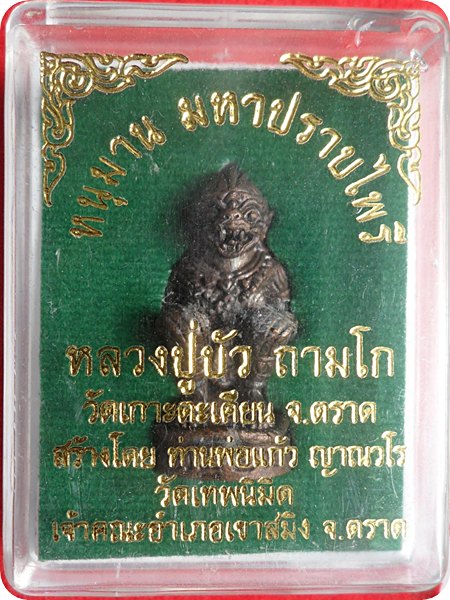 หนุมาน มหาปราบไพรี
หลวงปู่บัว ถามโก
วัดเกาะตะเคียน จ.ตราด
สร้างโดย ท่านพ่อแก้ว ญาณวโร
วัดเทพนิมิต
เจ้าคณะอำเภอเขาสมิง จ.ตราด